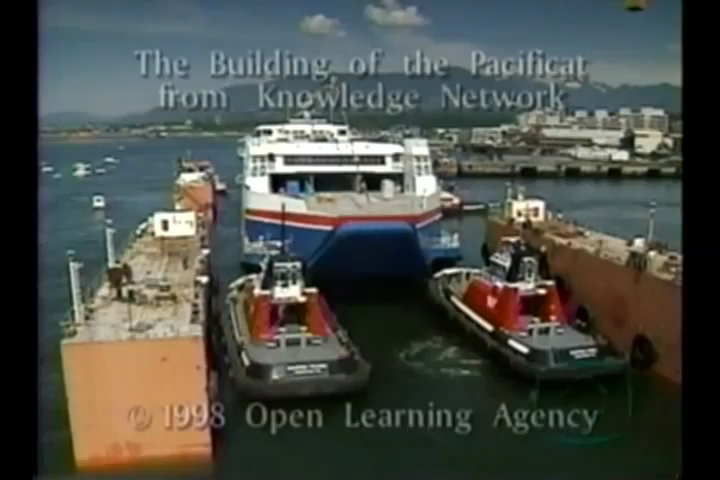 The Building of the Pacificat
from Knowledge Network
© 1998 Open Learning Agency